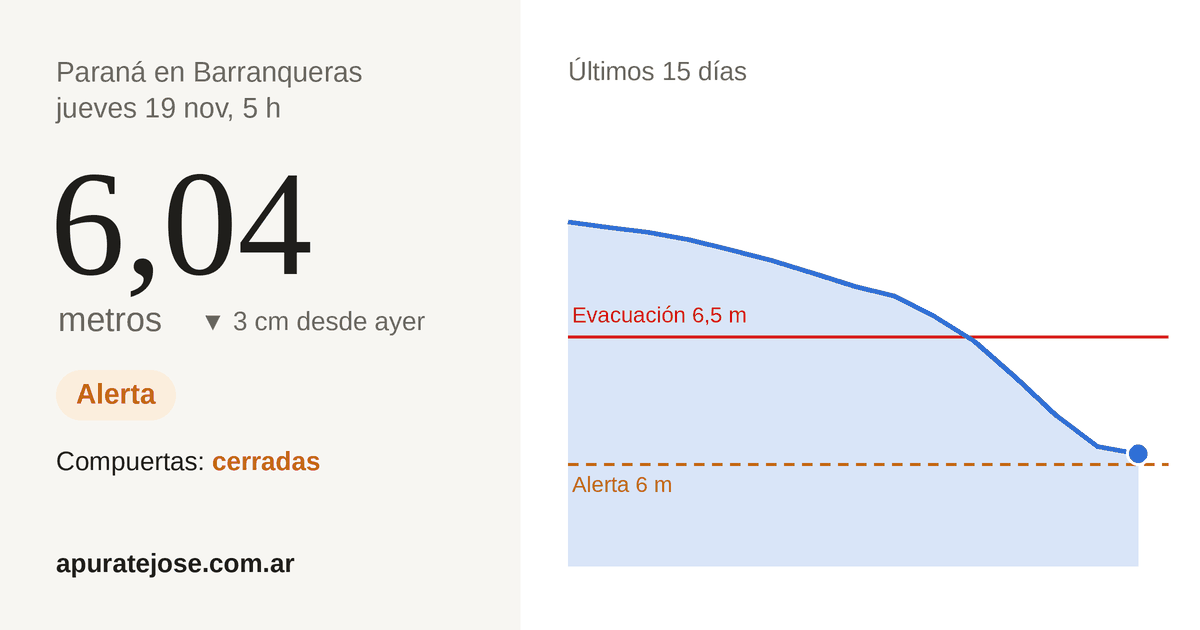 Paraná en Barranqueras
jueves 19 nov, 5 h
6,04
metros ▼ 3 cm desde ayer
Alerta
Compuertas: cerradas
apuratejose.com.ar
Últimos 15 días
Evacuación 6,5 m
Alerta 6 m